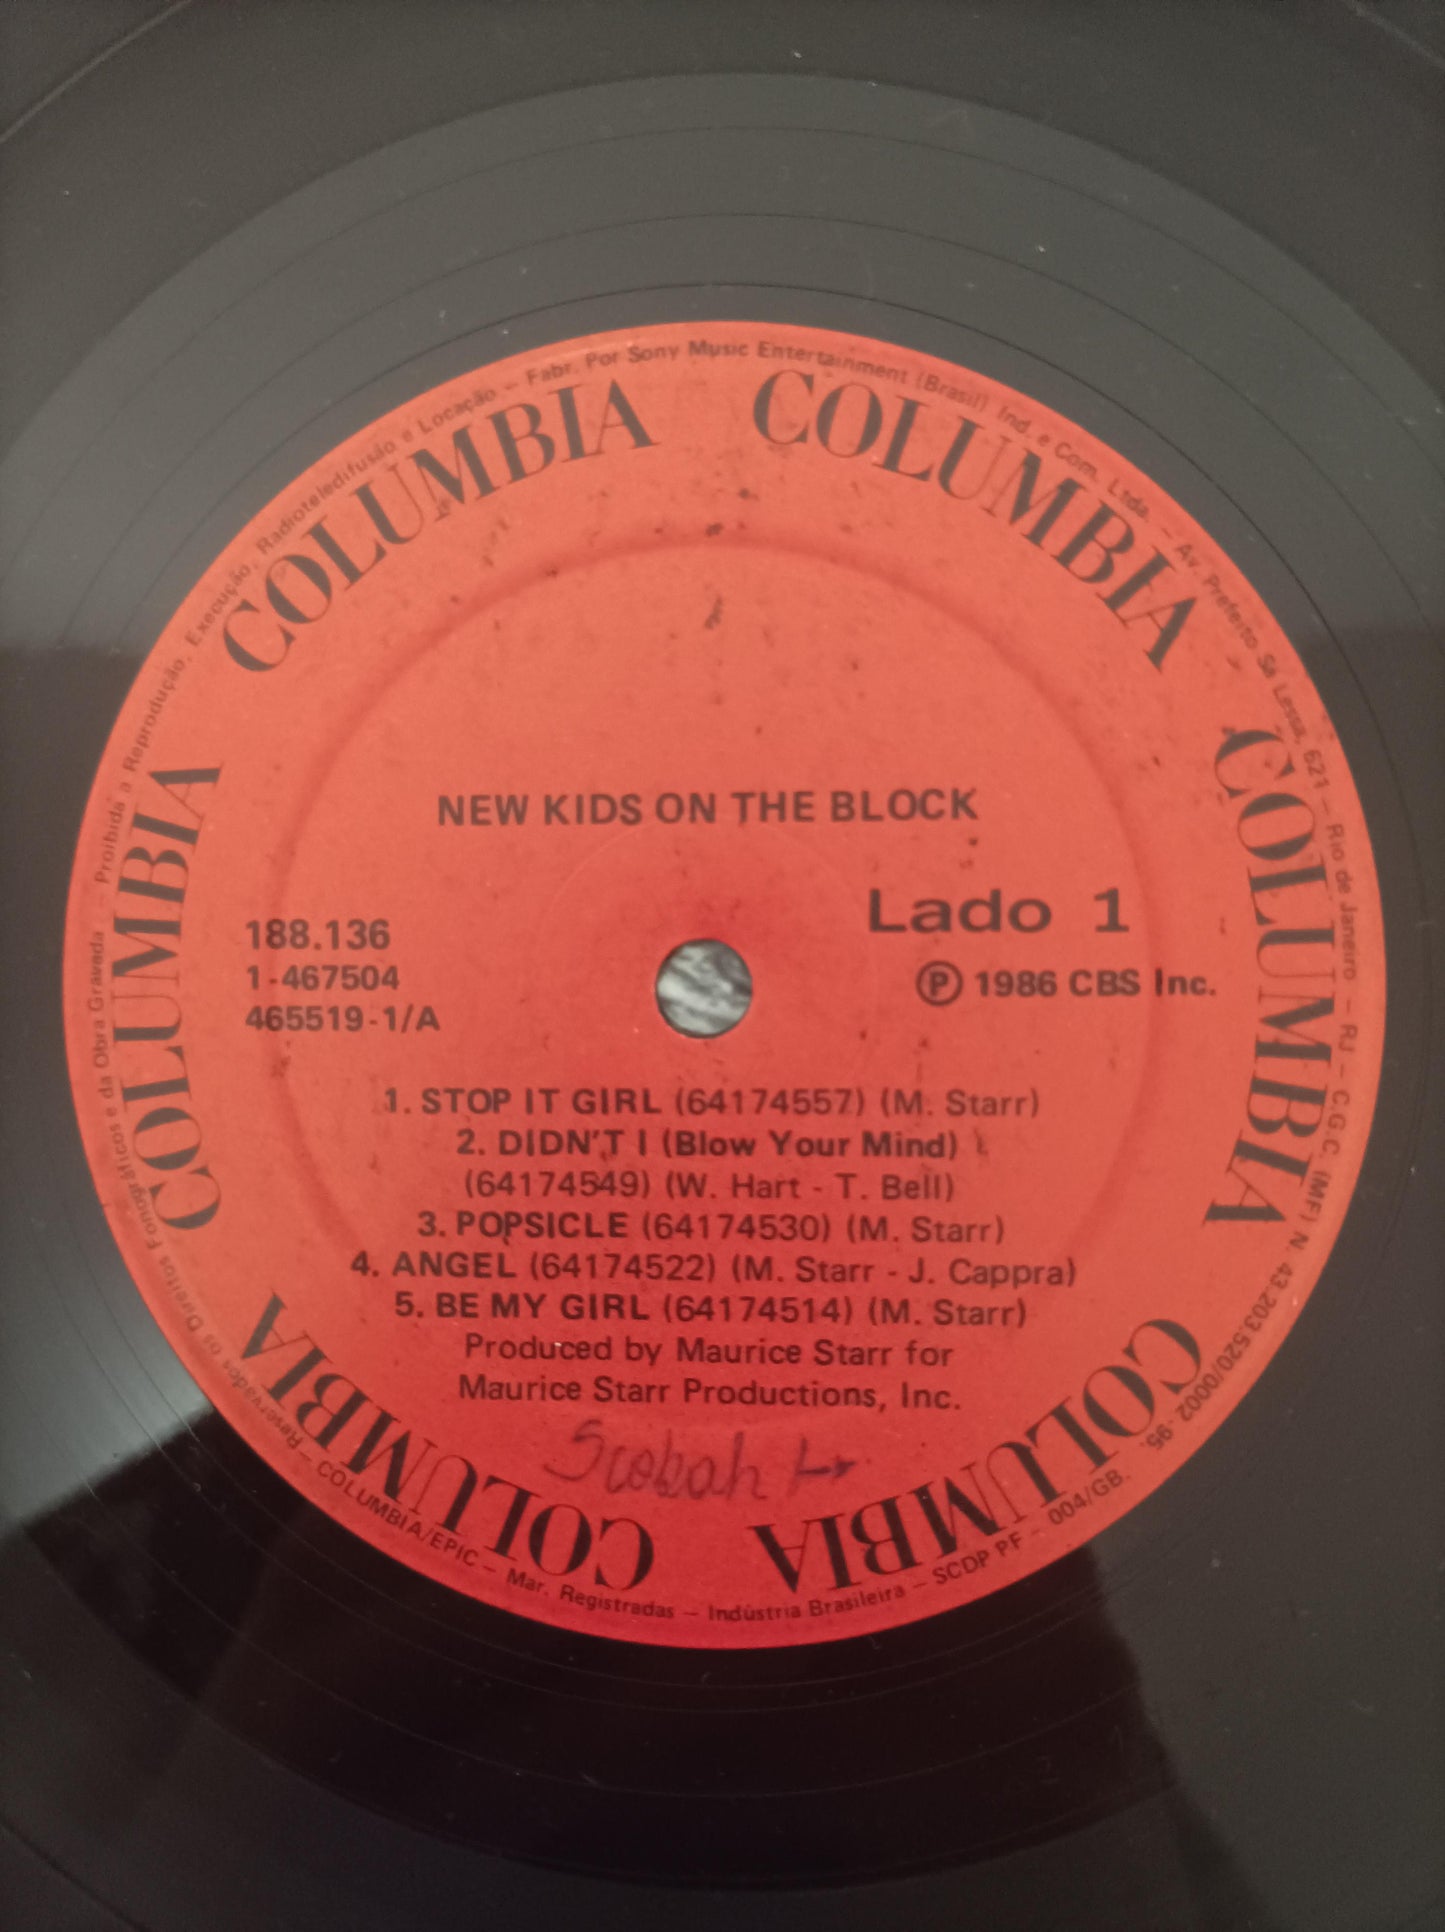 Reservados os Direitos Fonográficos e da Obra Gravada. - Proibida a Reprodução, Execução, Radioteledifusão e Locação - Fabr. Por Sony Music Entertainment (Brasil) Ind. e Com. Ltda. - Av. Prefeito Sá Lessa, 621 - Rio de Janeiro - RJ - C.G.C. (MF) N. 43.203.520/0002-95.
COLUMBIA COLUMBIA
COLUMBIA COLUMBIA
NEW KIDS ON THE BLOCK
Lado 1
188.136
1-467504
465519-1/A
Ⓟ 1986 CBS Inc.
1. STOP IT GIRL (64174557) (M. Starr)
2. DIDN'T I (Blow Your Mind)
(64174549) (W. Hart - T. Bell)
3. POPSICLE (64174530) (M. Starr)
4. ANGEL (64174522) (M. Starr - J. Cappra)
5. BE MY GIRL (64174514) (M. Starr)
Produced by Maurice Starr for
Maurice Starr Productions, Inc.
COLUMBIA COLUMBIA
COLUMBIA/EPIC - Mar. Registradas - Indústria Brasileira - SCDP PF - 004/GB.